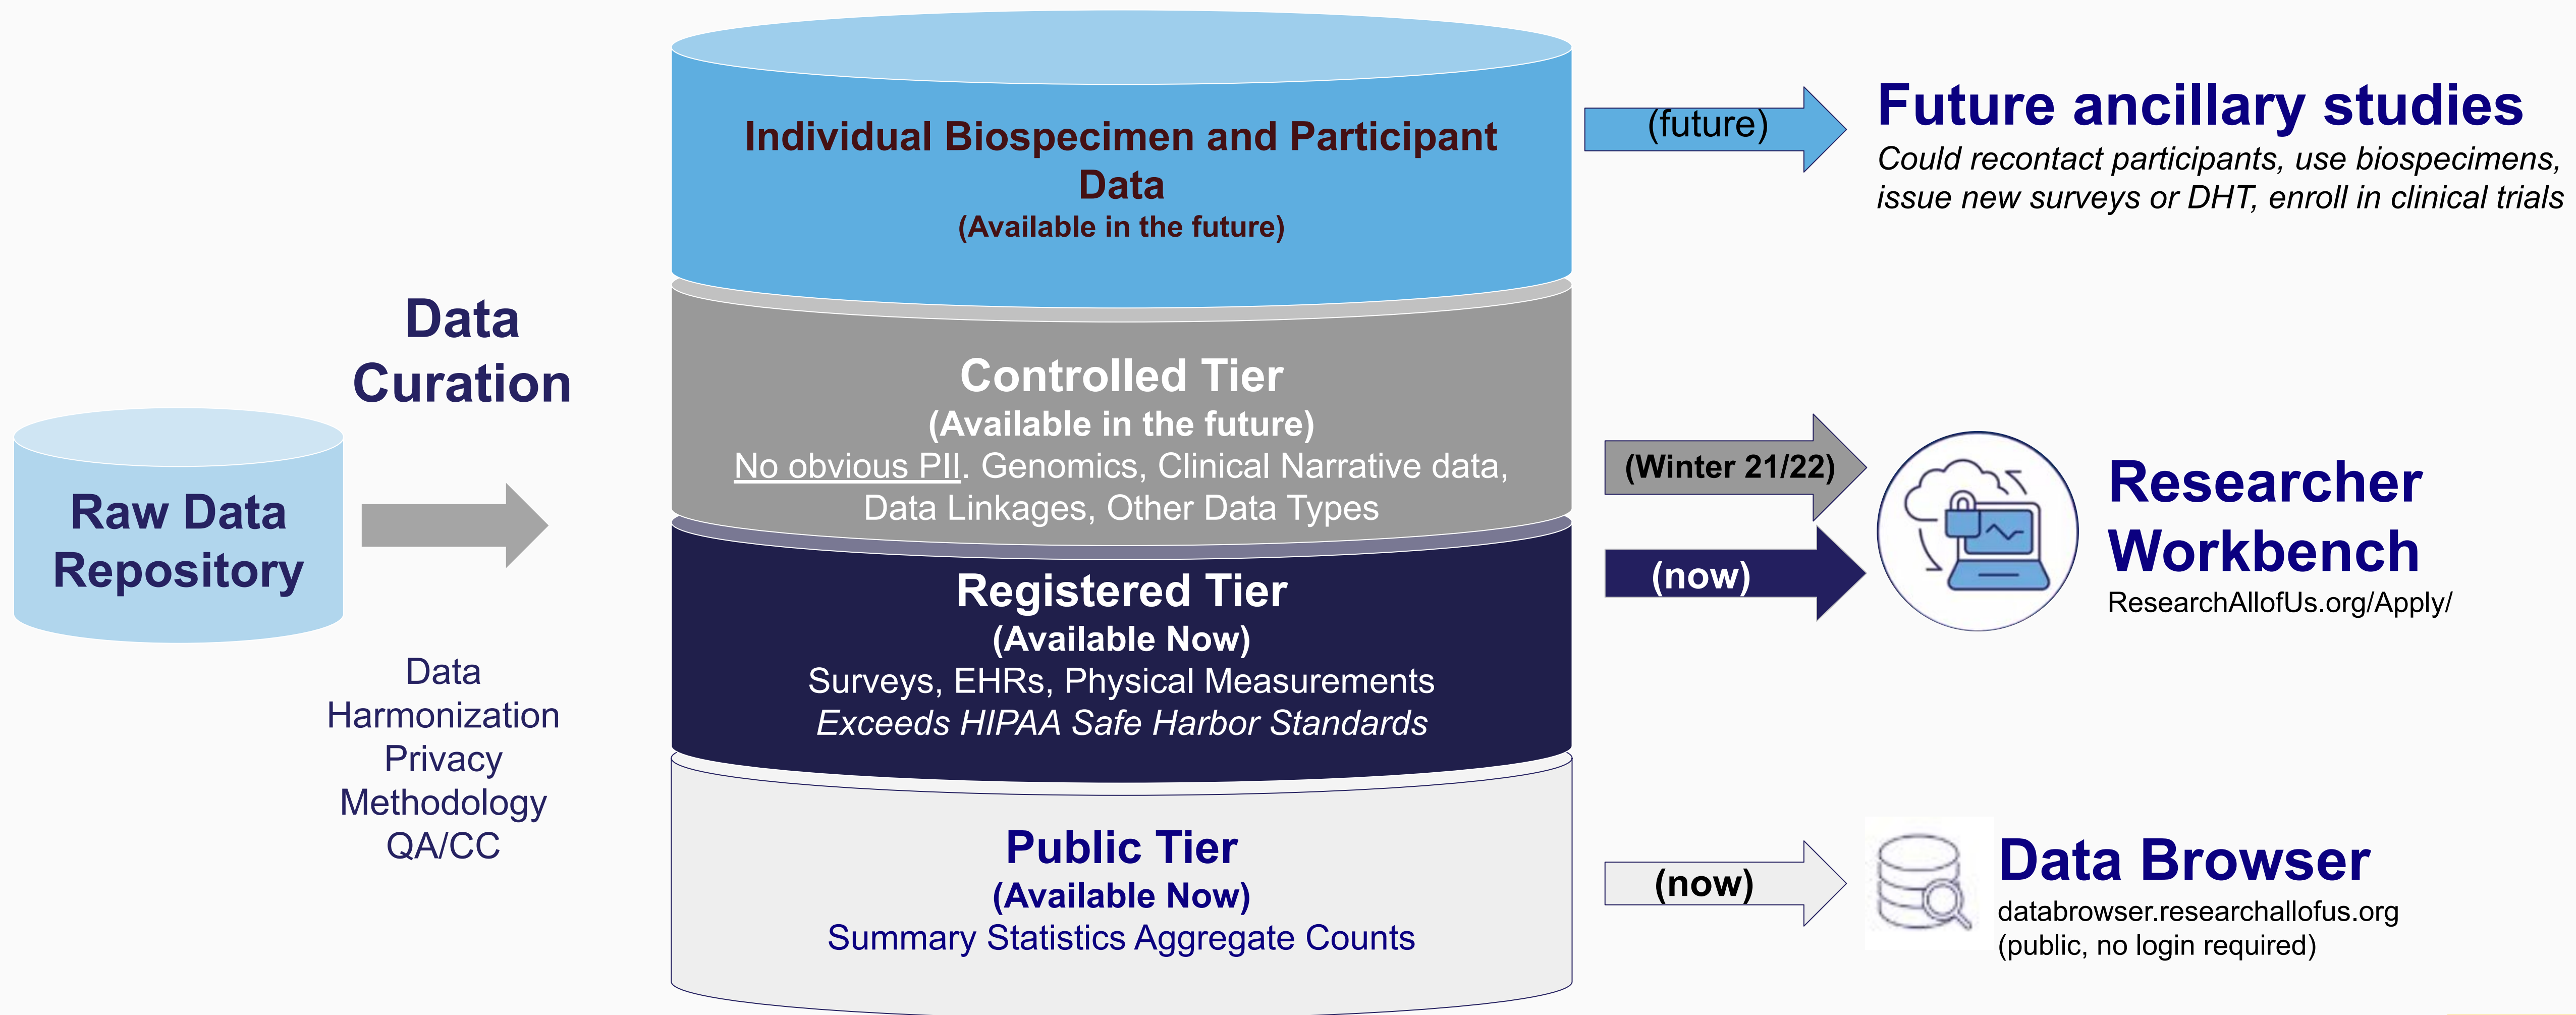 Raw Data
Repository
Data
Curation
Data
Harmonization
Privacy
Methodology
QA/CC
Individual Biospecimen and Participant
Data
(Available in the future)
Controlled Tier
(Available in the future)
No obvious PII. Genomics, Clinical Narrative data,
Data Linkages, Other Data Types
Registered Tier
(Available Now)
Surveys, EHRs, Physical Measurements
Exceeds HIPAA Safe Harbor Standards
Public Tier
(Available Now)
Summary Statistics Aggregate Counts
(future)
Future ancillary studies
Could recontact participants, use biospecimens,
issue new surveys or DHT, enroll in clinical trials
(Winter 21/22)
(now)
Researcher
Workbench
ResearchAllofUs.org/Apply/
(now)
Data Browser
databrowser.researchallofus.org
(public, no login required)